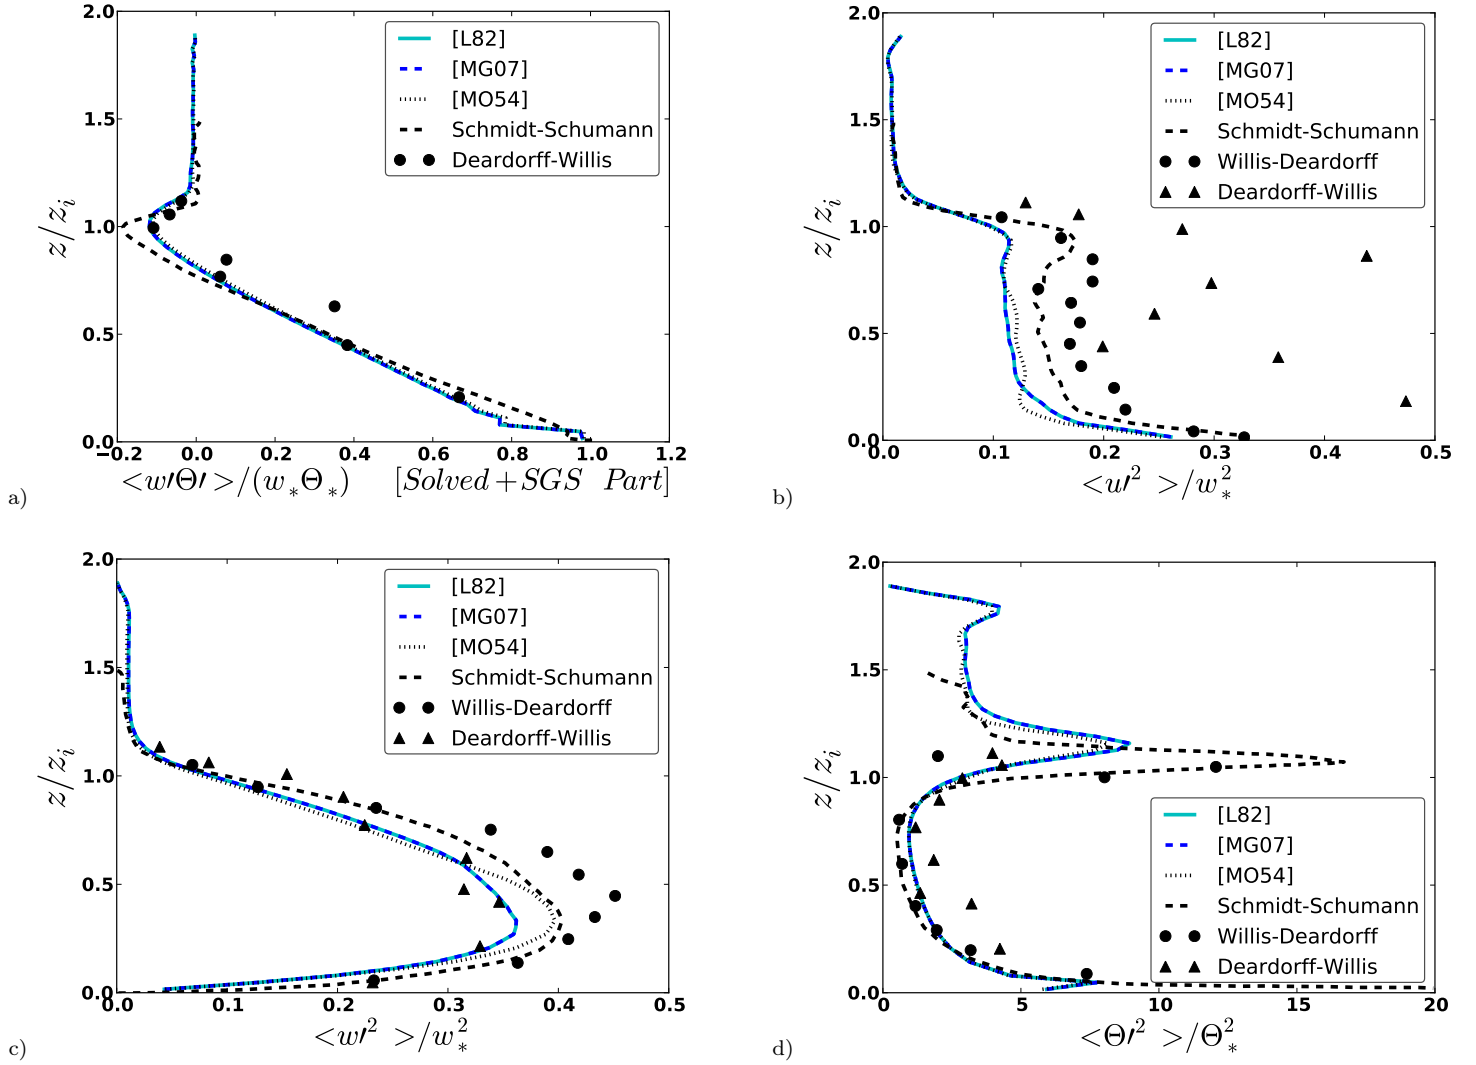 2.0
1.5
1.0
0.5
0.0
z/z_i
[L82]
[MG07]
[MO54]
Schmidt-Schumann
Deardorff-Willis
−0.2 0.0 0.2 0.4 0.6 0.8 1.0 1.2
<w′Θ′>/(w_*Θ_*) [Solved+SGS Part]
a)
2.0
1.5
1.0
0.5
0.0
z/z_i
[L82]
[MG07]
[MO54]
Schmidt-Schumann
Willis-Deardorff
Deardorff-Willis
0.0 0.1 0.2 0.3 0.4 0.5
<u′²>/w_*²
b)
2.0
1.5
1.0
0.5
0.0
z/z_i
[L82]
[MG07]
[MO54]
Schmidt-Schumann
Willis-Deardorff
Deardorff-Willis
0.0 0.1 0.2 0.3 0.4 0.5
<w′²>/w_*²
c)
2.0
1.5
1.0
0.5
0.0
z/z_i
[L82]
[MG07]
[MO54]
Schmidt-Schumann
Willis-Deardorff
Deardorff-Willis
0 5 10 15 20
<Θ′²>/Θ_*²
d)